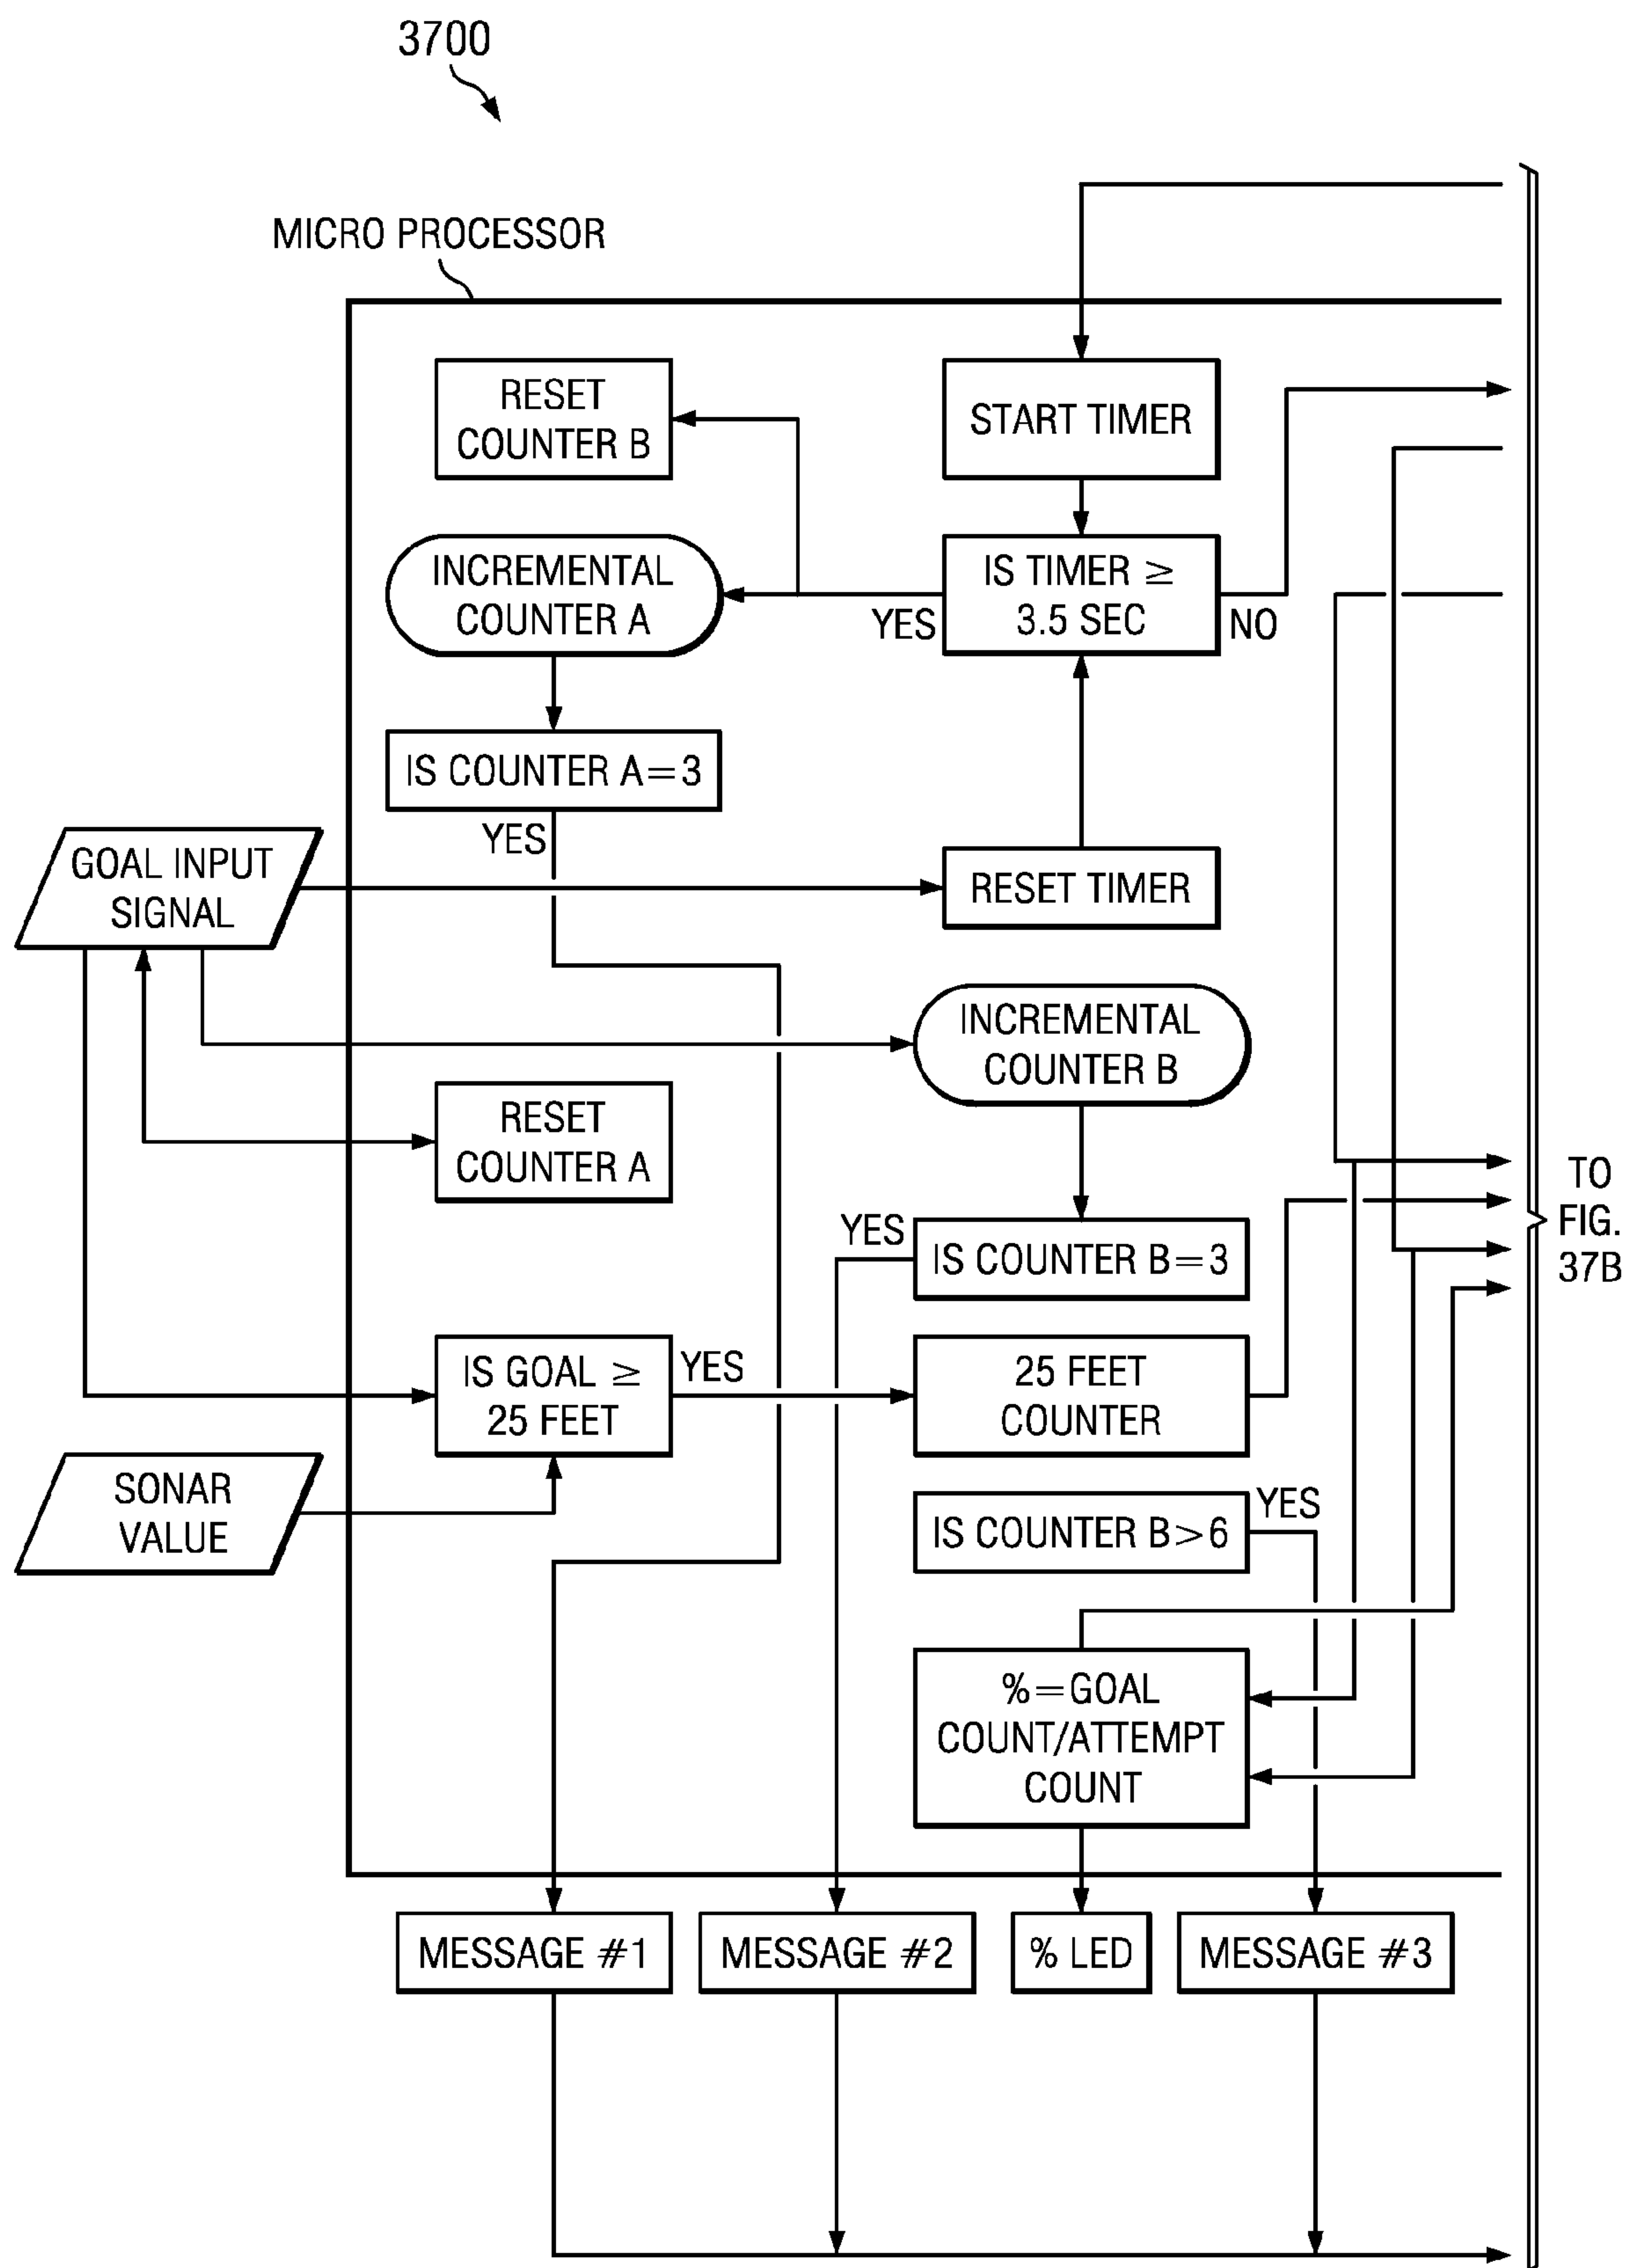 3700
MICRO PROCESSOR
RESET
COUNTER B
START TIMER
INCREMENTAL
COUNTER A
IS TIMER ≥
3.5 SEC
YES
NO
IS COUNTER A=3
YES
GOAL INPUT
SIGNAL
RESET TIMER
INCREMENTAL
COUNTER B
RESET
COUNTER A
TO
FIG.
37B
YES
IS COUNTER B=3
IS GOAL ≥
25 FEET
YES
25 FEET
COUNTER
SONAR
VALUE
IS COUNTER B>6
YES
%=GOAL
COUNT/ATTEMPT
COUNT
MESSAGE #1
MESSAGE #2
% LED
MESSAGE #3